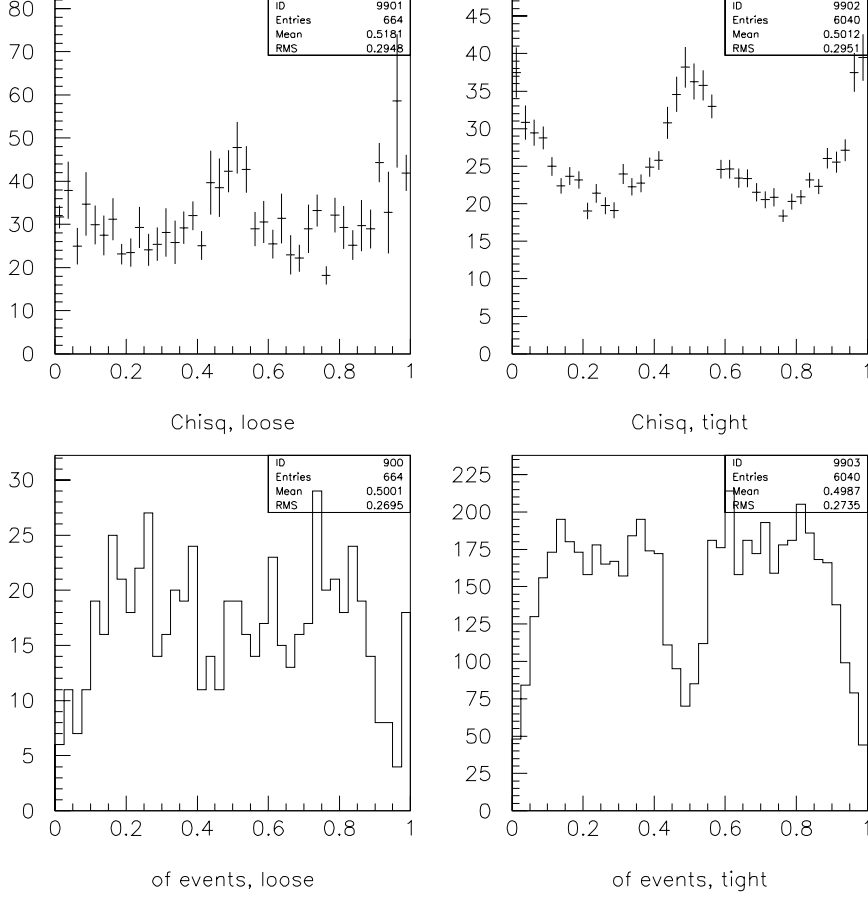 ID 9901
Entries 664
Mean 0.5181
RMS 0.2948
80
70
60
50
40
30
20
10
0
0 0.2 0.4 0.6 0.8 1
Chisq, loose
ID 9902
Entries 6040
Mean 0.5012
RMS 0.2951
45
40
35
30
25
20
15
10
5
0
0 0.2 0.4 0.6 0.8 1
Chisq, tight
ID 900
Entries 664
Mean 0.5001
RMS 0.2695
30
25
20
15
10
5
0
0 0.2 0.4 0.6 0.8 1
of events, loose
ID 9903
Entries 6040
Mean 0.4987
RMS 0.2735
225
200
175
150
125
100
75
50
25
0
0 0.2 0.4 0.6 0.8 1
of events, tight